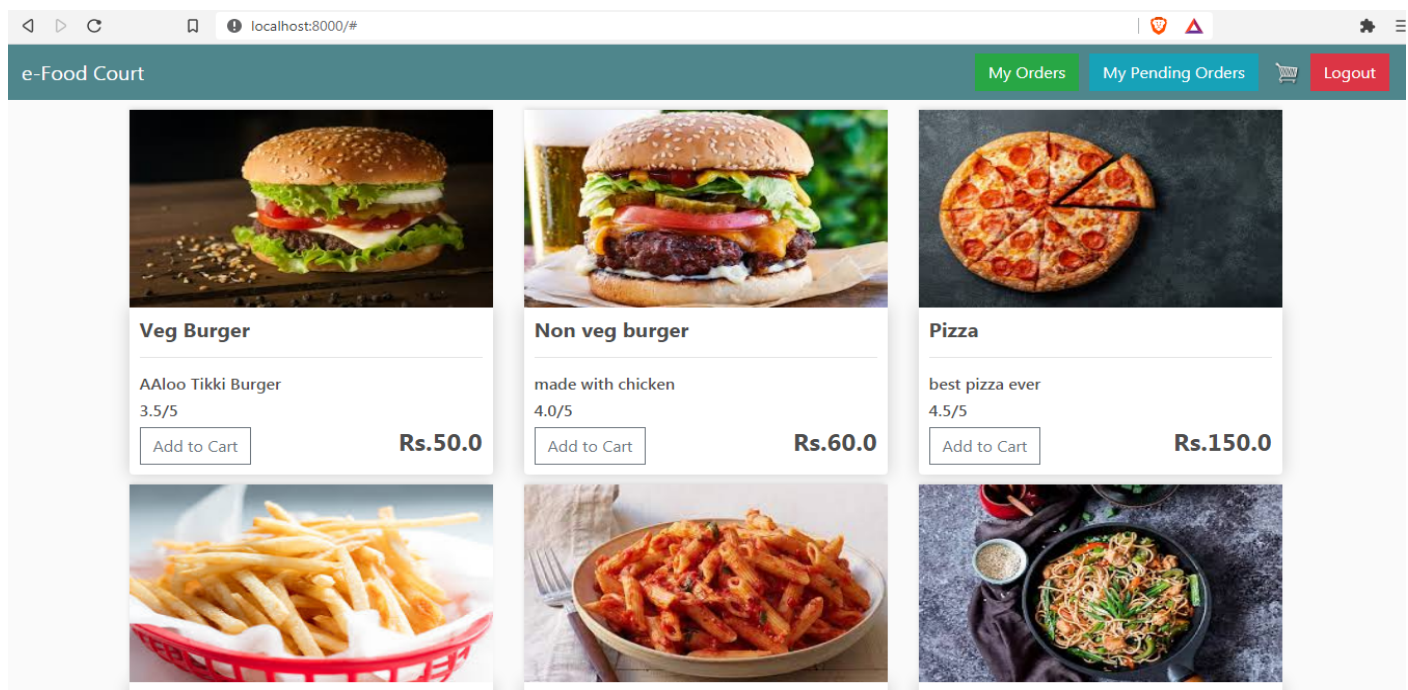 localhost:8000/#
e-Food Court
My Orders
My Pending Orders
Logout
Veg Burger
AAloo Tikki Burger
3.5/5
Add to Cart
Rs.50.0
Non veg burger
made with chicken
4.0/5
Add to Cart
Rs.60.0
Pizza
best pizza ever
4.5/5
Add to Cart
Rs.150.0